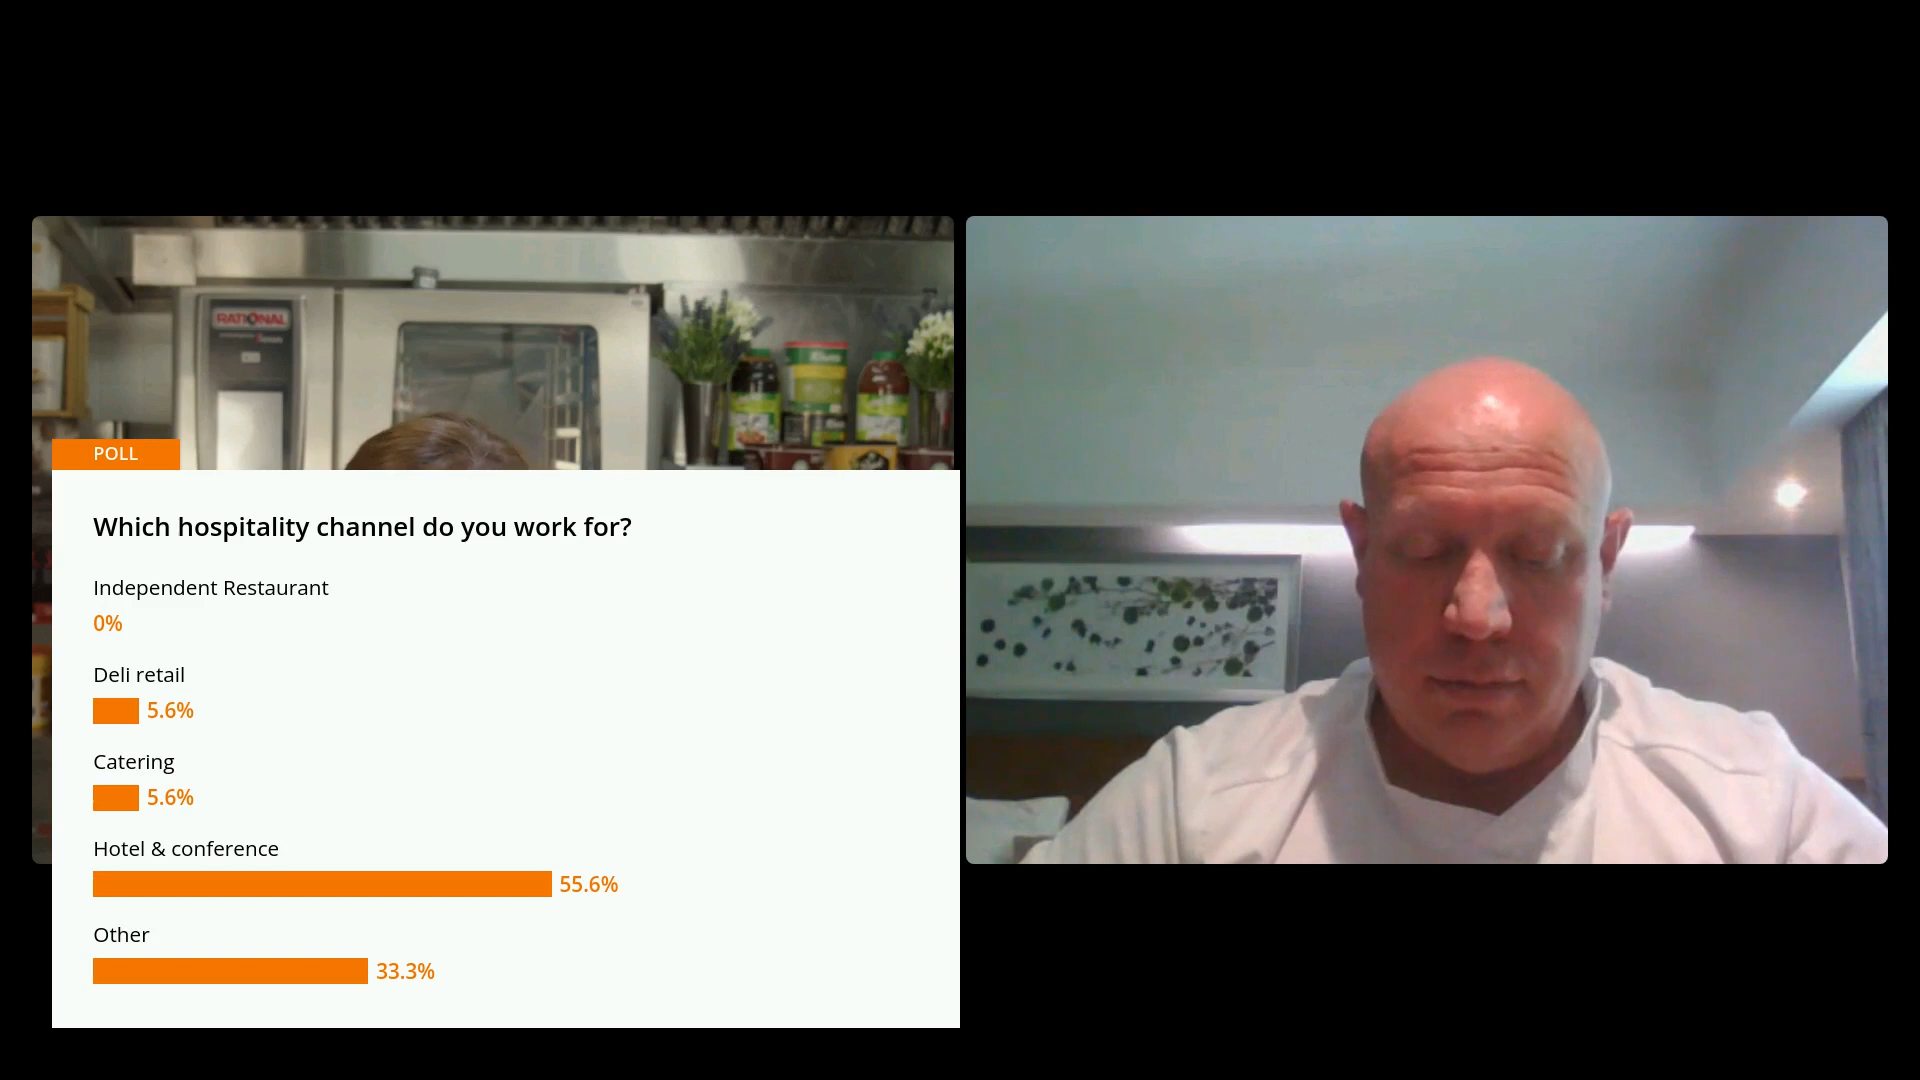 RATIONAL
Knorr
POLL
Which hospitality channel do you work for?
Independent Restaurant
0%
Deli retail
5.6%
Catering
5.6%
Hotel & conference
55.6%
Other
33.3%